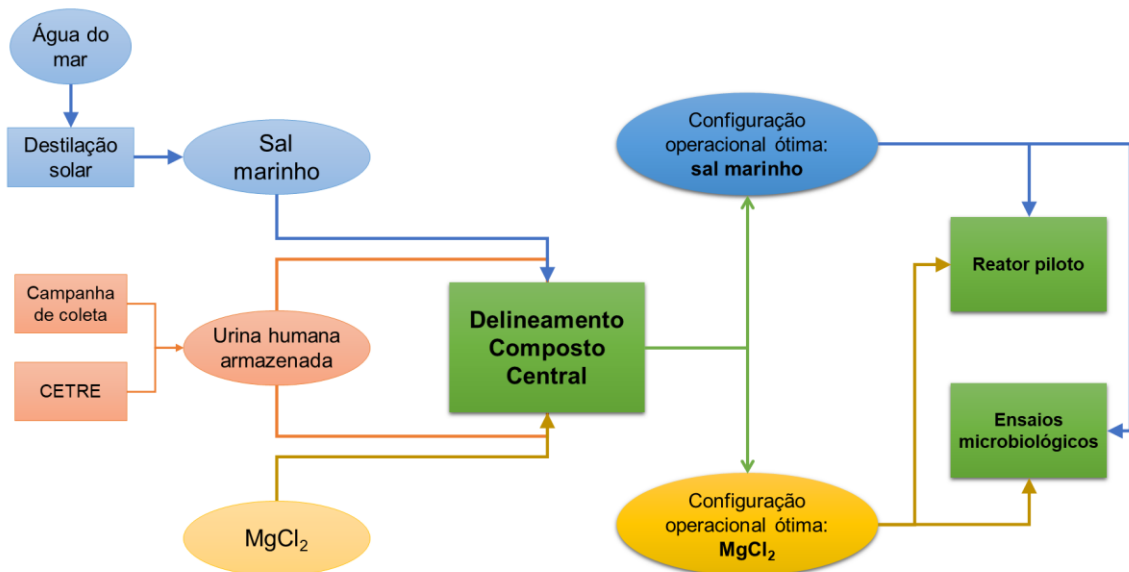 Água do
mar
Destilação
solar
Sal
marinho
Campanha
de coleta
CETRE
Urina humana
armazenada
MgCl₂
Delineamento
Composto
Central
Configuração
operacional ótima:
sal marinho
Configuração
operacional ótima:
MgCl₂
Reator piloto
Ensaios
microbiológicos